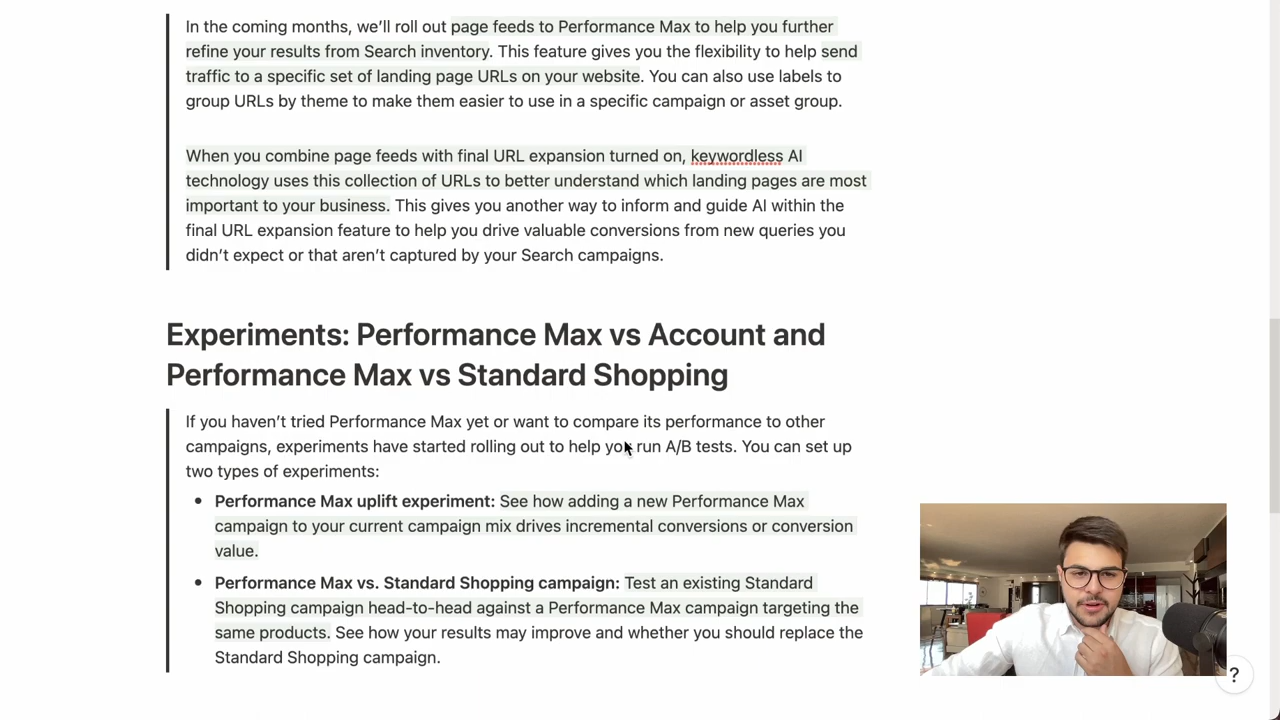 In the coming months, we’ll roll out page feeds to Performance Max to help you further
refine your results from Search inventory. This feature gives you the flexibility to help send
traffic to a specific set of landing page URLs on your website. You can also use labels to
group URLs by theme to make them easier to use in a specific campaign or asset group.
When you combine page feeds with final URL expansion turned on, keywordless AI
technology uses this collection of URLs to better understand which landing pages are most
important to your business. This gives you another way to inform and guide AI within the
final URL expansion feature to help you drive valuable conversions from new queries you
didn’t expect or that aren’t captured by your Search campaigns.
Experiments: Performance Max vs Account and
Performance Max vs Standard Shopping
If you haven’t tried Performance Max yet or want to compare its performance to other
campaigns, experiments have started rolling out to help you run A/B tests. You can set up
two types of experiments:
• Performance Max uplift experiment: See how adding a new Performance Max
campaign to your current campaign mix drives incremental conversions or conversion
value.
• Performance Max vs. Standard Shopping campaign: Test an existing Standard
Shopping campaign head-to-head against a Performance Max campaign targeting the
same products. See how your results may improve and whether you should replace the
Standard Shopping campaign.
?